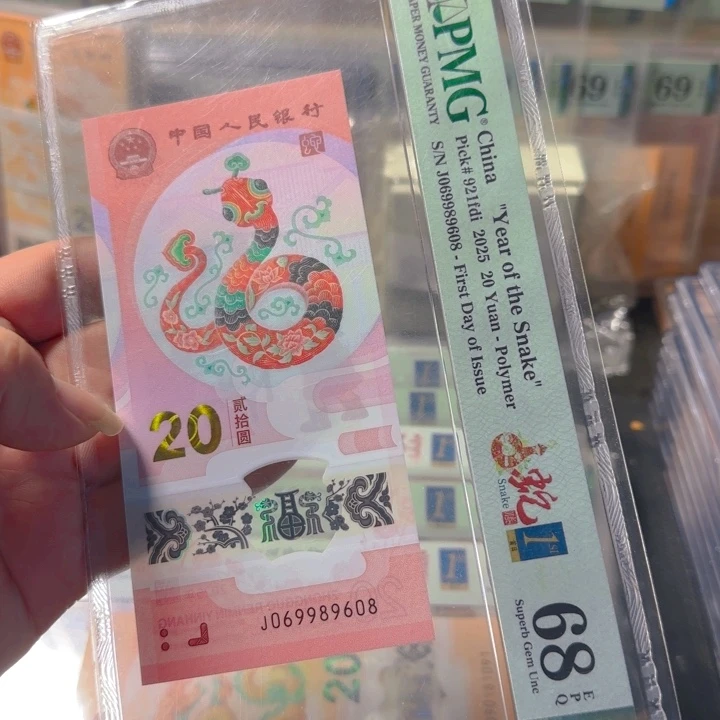 中国人民银行
20
贰拾圆
J069989608
PMG
PAPER MONEY GUARANTY
China
"Year of the Snake"
Pick# 921fdi 2025 20 Yuan - Polymer
S/N J069989608 - First Day of Issue
蛇
Snake
1st
68 EPQ
Superb Gem Unc
69
69
20